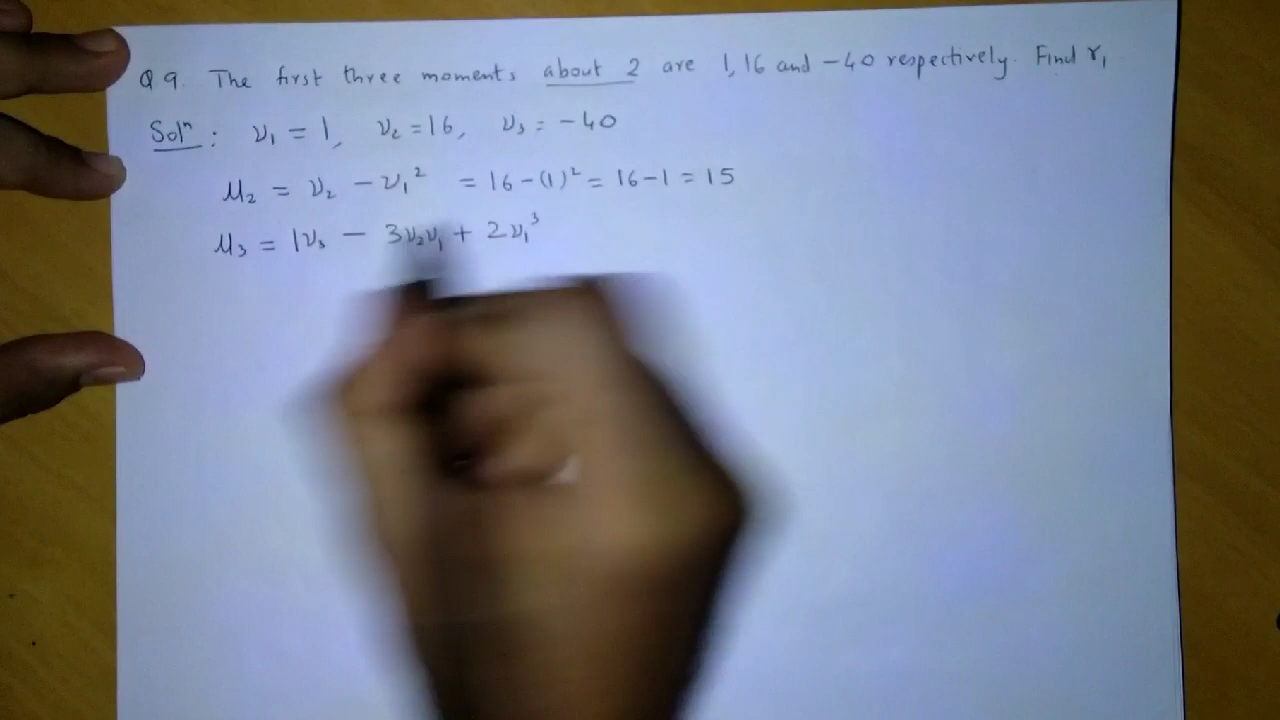 Q 9. The first three moments about 2 are 1, 16 and -40 respectively. Find γ₁
Solⁿ : ν₁ = 1, ν₂ = 16, ν₃ = -40
μ₂ = ν₂ - ν₁² = 16 - (1)² = 16 - 1 = 15
μ₃ = 1ν₃ - 3ν₂ν₁ + 2ν₁³